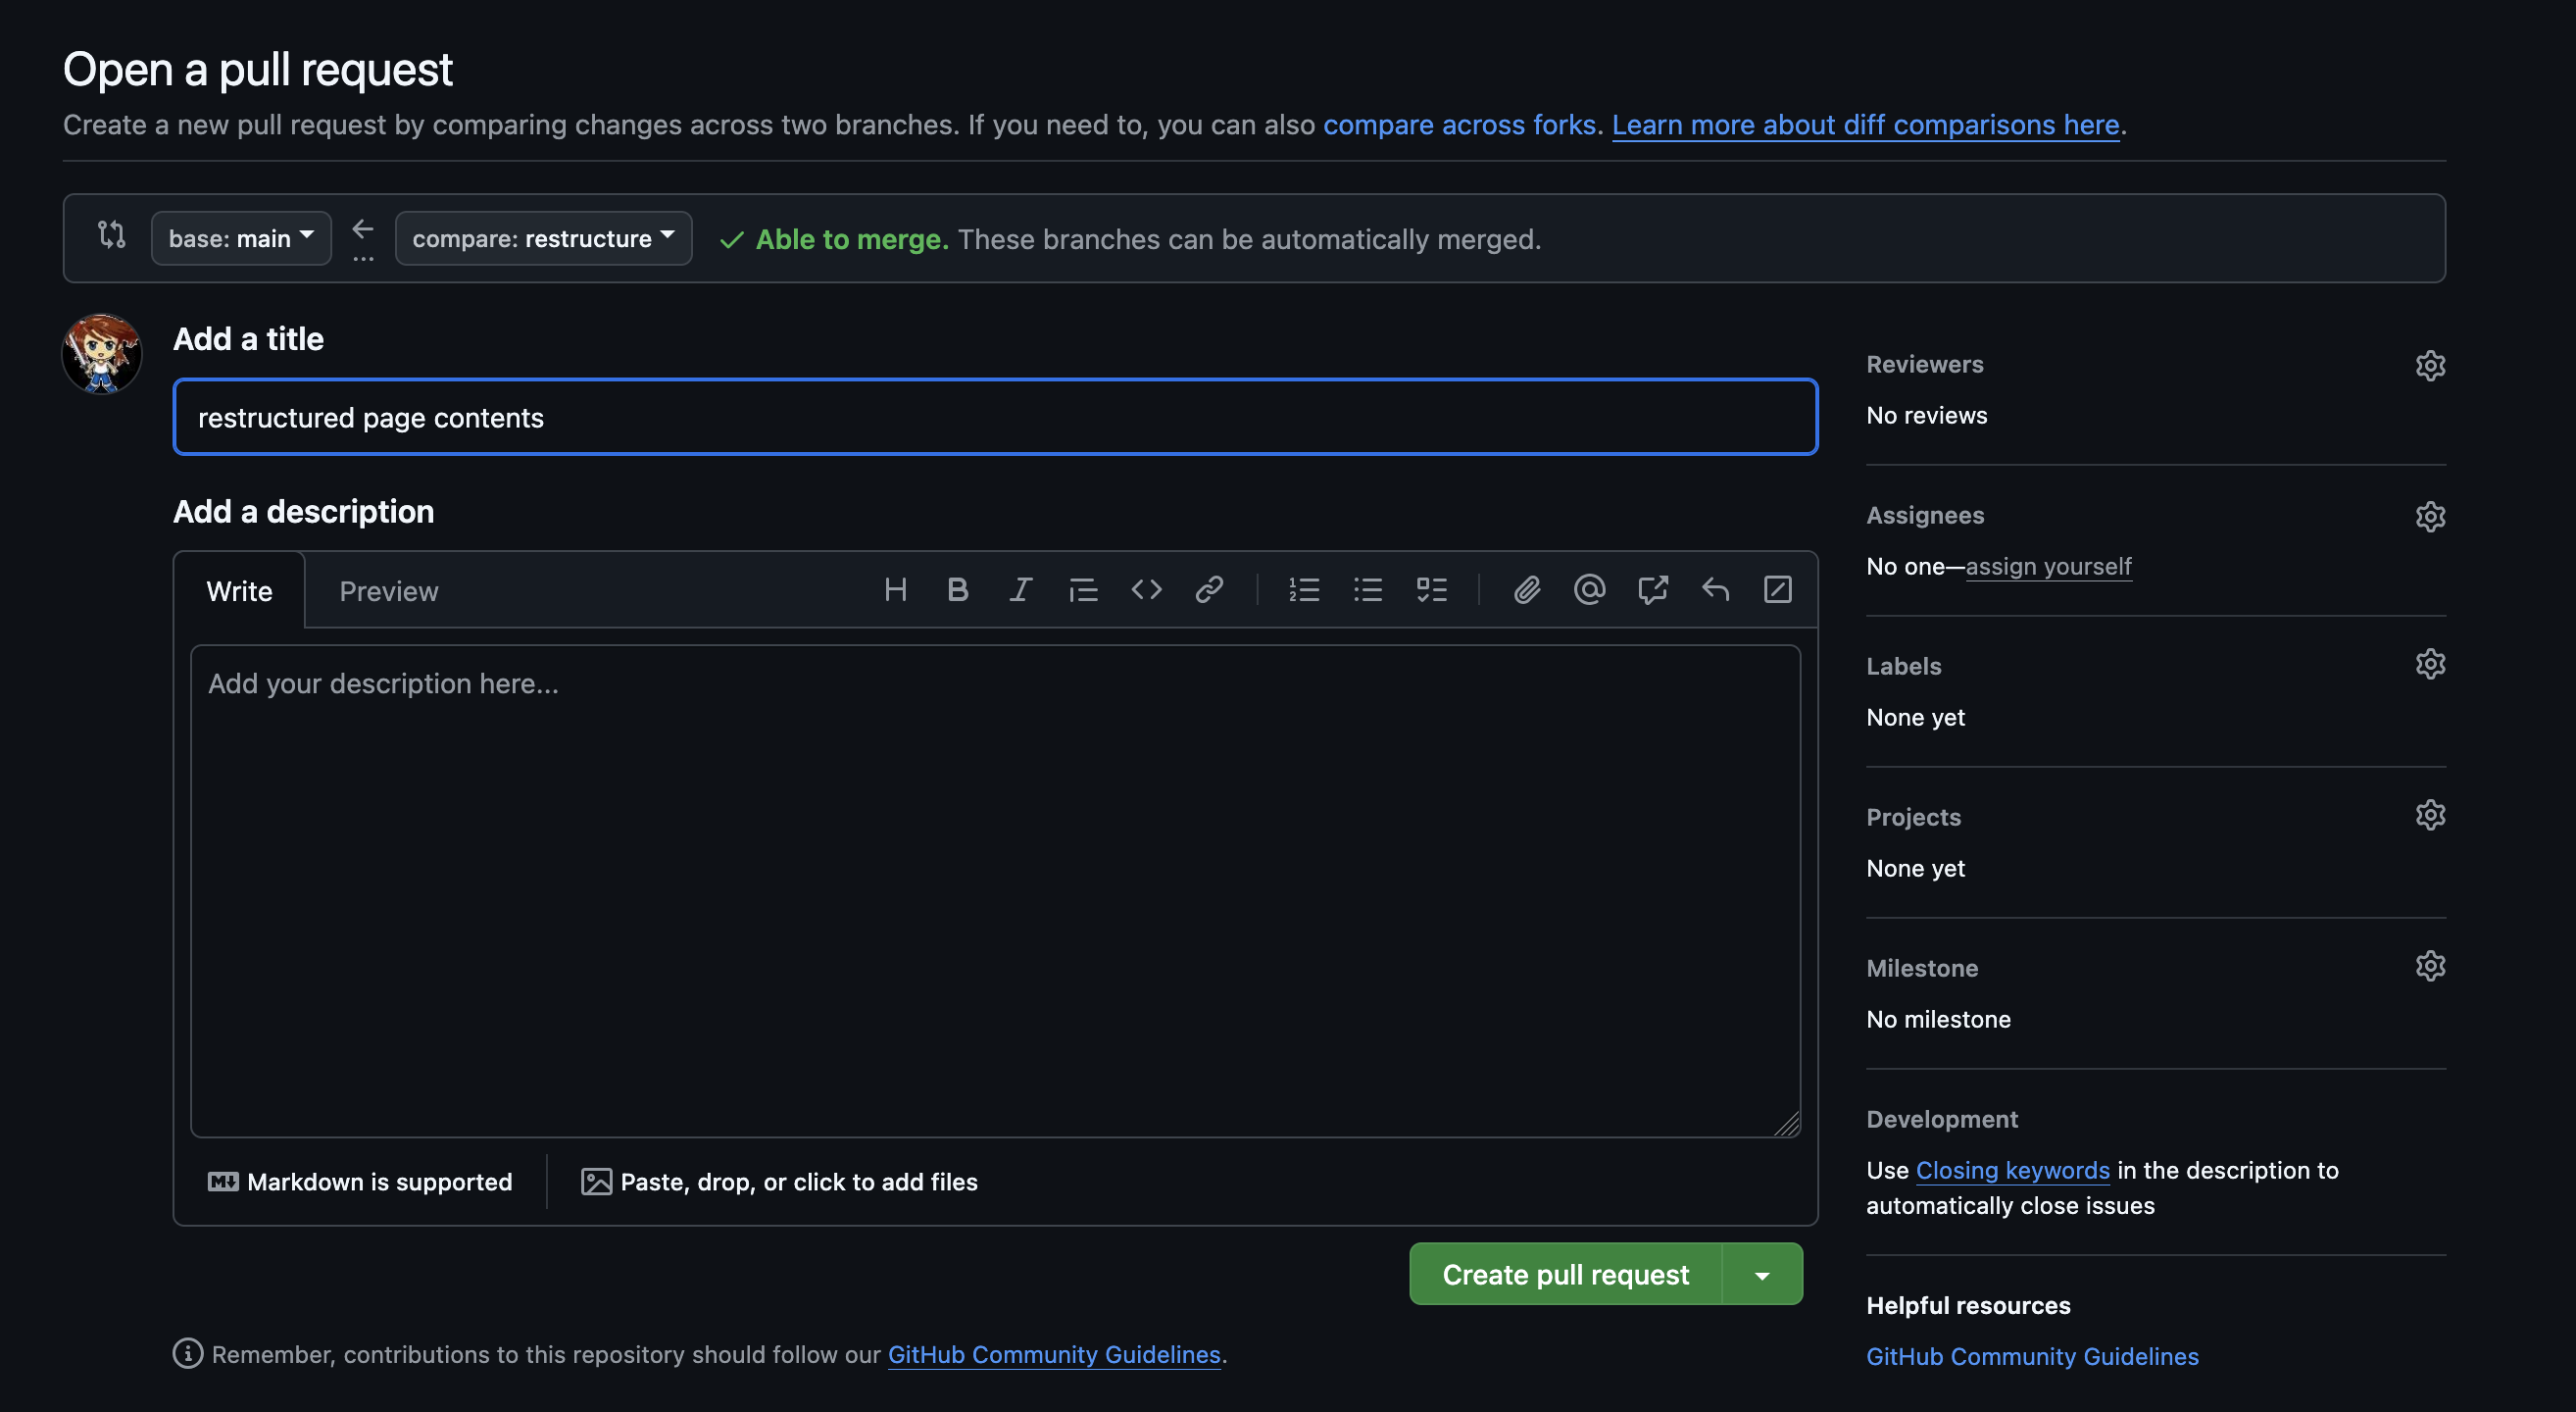 Open a pull request
Create a new pull request by comparing changes across two branches. If you need to, you can also compare across forks. Learn more about diff comparisons here.
base: main
...
compare: restructure
Able to merge. These branches can be automatically merged.
Add a title
restructured page contents
Add a description
Write
Preview
Add your description here...
Markdown is supported
Paste, drop, or click to add files
Create pull request
Remember, contributions to this repository should follow our GitHub Community Guidelines.
Reviewers
No reviews
Assignees
No one—assign yourself
Labels
None yet
Projects
None yet
Milestone
No milestone
Development
Use Closing keywords in the description to
automatically close issues
Helpful resources
GitHub Community Guidelines